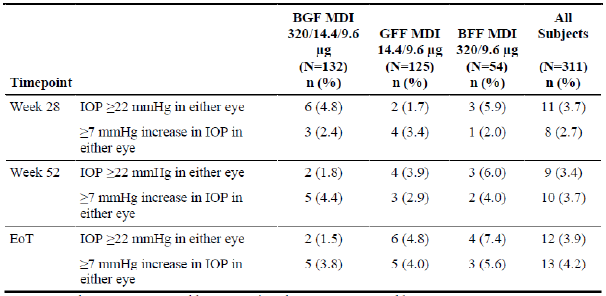 BGF MDI 320/14.4/9.6 µg (N=132) n (%) GFF MDI 14.4/9.6 µg (N=125) n (%) BFF MDI 320/9.6 µg (N=54) n (%) All Subjects (N=311) n (%)
Timepoint
Week 28 IOP ≥22 mmHg in either eye 6 (4.8) 2 (1.7) 3 (5.9) 11 (3.7)
≥7 mmHg increase in IOP in either eye 3 (2.4) 4 (3.4) 1 (2.0) 8 (2.7)
Week 52 IOP ≥22 mmHg in either eye 2 (1.8) 4 (3.9) 3 (6.0) 9 (3.4)
≥7 mmHg increase in IOP in either eye 5 (4.4) 3 (2.9) 2 (4.0) 10 (3.7)
EoT IOP ≥22 mmHg in either eye 2 (1.5) 6 (4.8) 4 (7.4) 12 (3.9)
≥7 mmHg increase in IOP in either eye 5 (3.8) 5 (4.0) 3 (5.6) 13 (4.2)